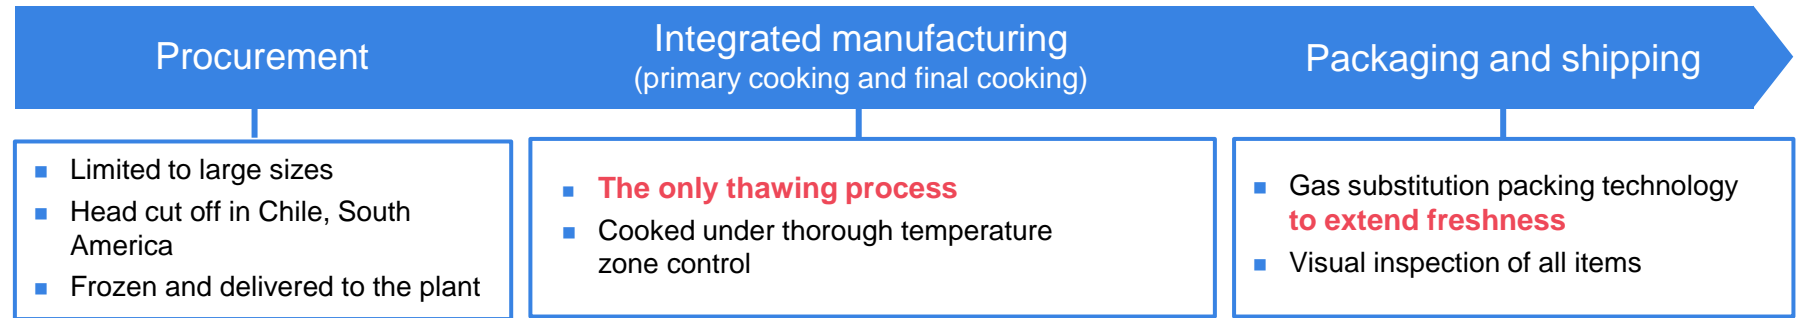 Procurement
Integrated manufacturing
(primary cooking and final cooking)
Packaging and shipping
Limited to large sizes
Head cut off in Chile, South
America
Frozen and delivered to the plant
The only thawing process
Cooked under thorough temperature
zone control
Gas substitution packing technology
to extend freshness
Visual inspection of all items